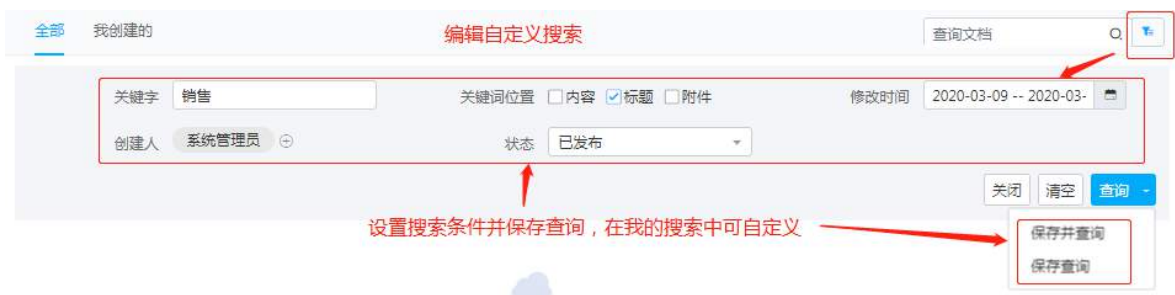 全部 我创建的 编辑自定义搜索 查询文档
关键字 销售 关键词位置 内容 标题 附件 修改时间 2020-03-09 -- 2020-03-
创建人 系统管理员 状态 已发布
关闭 清空 查询
设置搜索条件并保存查询，在我的搜索中可自定义
保存并查询
保存查询